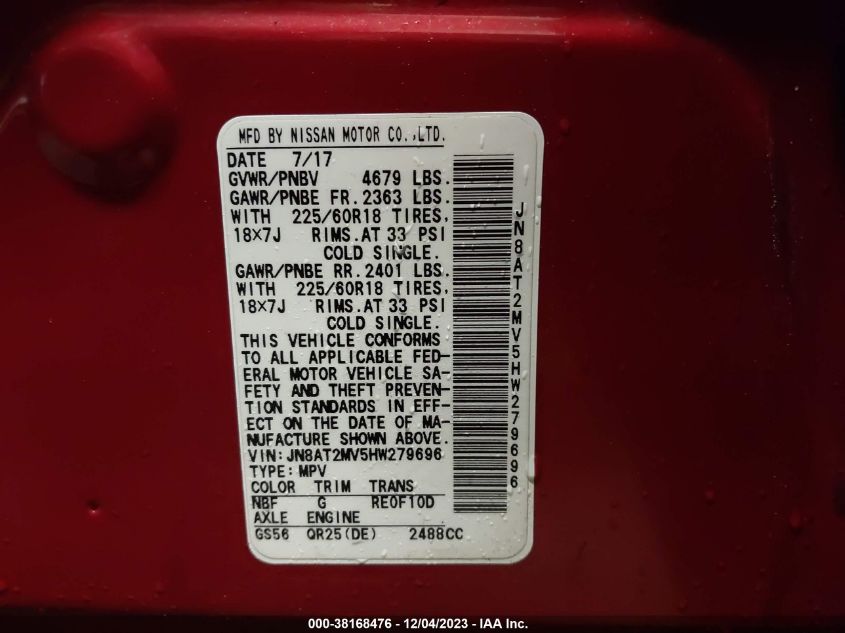 MFD BY NISSAN MOTOR CO.,LTD.
DATE 7/17
GVWR/PNBV 4679 LBS.
GAWR/PNBE FR. 2363 LBS.
WITH 225/60R18 TIRES,
18×7J RIMS.AT 33 PSI
COLD SINGLE.
GAWR/PNBE RR. 2401 LBS.
WITH 225/60R18 TIRES,
18×7J RIMS.AT 33 PSI
COLD SINGLE.
THIS VEHICLE CONFORMS
TO ALL APPLICABLE FED-
ERAL MOTOR VEHICLE SA-
FETY AND THEFT PREVEN-
TION STANDARDS IN EFF-
ECT ON THE DATE OF MA-
NUFACTURE SHOWN ABOVE.
VIN:JN8AT2MV5HW279696
TYPE:MPV
COLOR TRIM TRANS
NBF G RE0F10D
AXLE ENGINE
GS56 QR25(DE) 2488CC
JN8AT2MV5HW279696
000-38168476 - 12/04/2023 - IAA Inc.